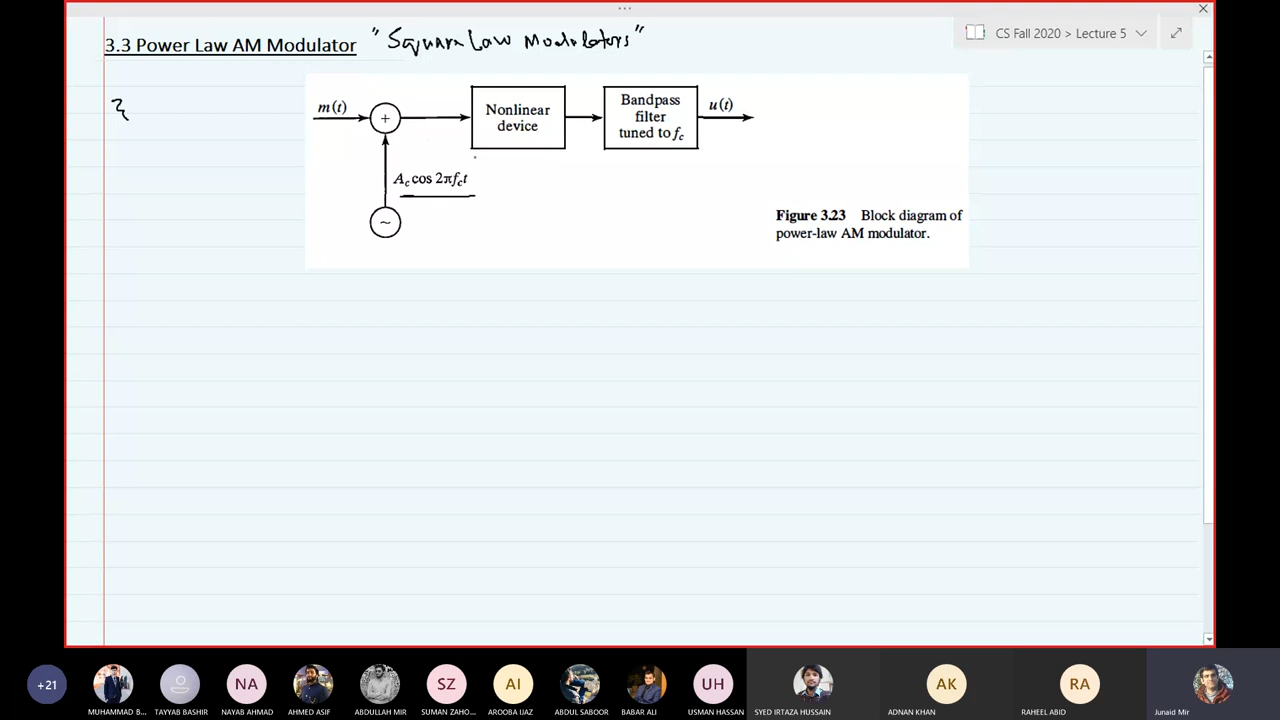 3.3 Power Law AM Modulator "Square Law Modulators"
CS Fall 2020 > Lecture 5
m(t)
+
Nonlinear
device
Bandpass
filter
tuned to fc
u(t)
Ac cos 2πfct
~
Figure 3.23 Block diagram of
power-law AM modulator.
+21
NA
SZ
AI
UH
AK
RA
MUHAMMAD B...
TAYYAB BASHIR
NAYAB AHMAD
AHMED ASIF
ABDULLAH MIR
SUMAN ZAHO...
AROOBA IJAZ
ABDUL SABOOR
BABAR ALI
USMAN HASSAN
SYED IRTAZA HUSSAIN
ADNAN KHAN
RAHEEL ABID
Junaid Mir